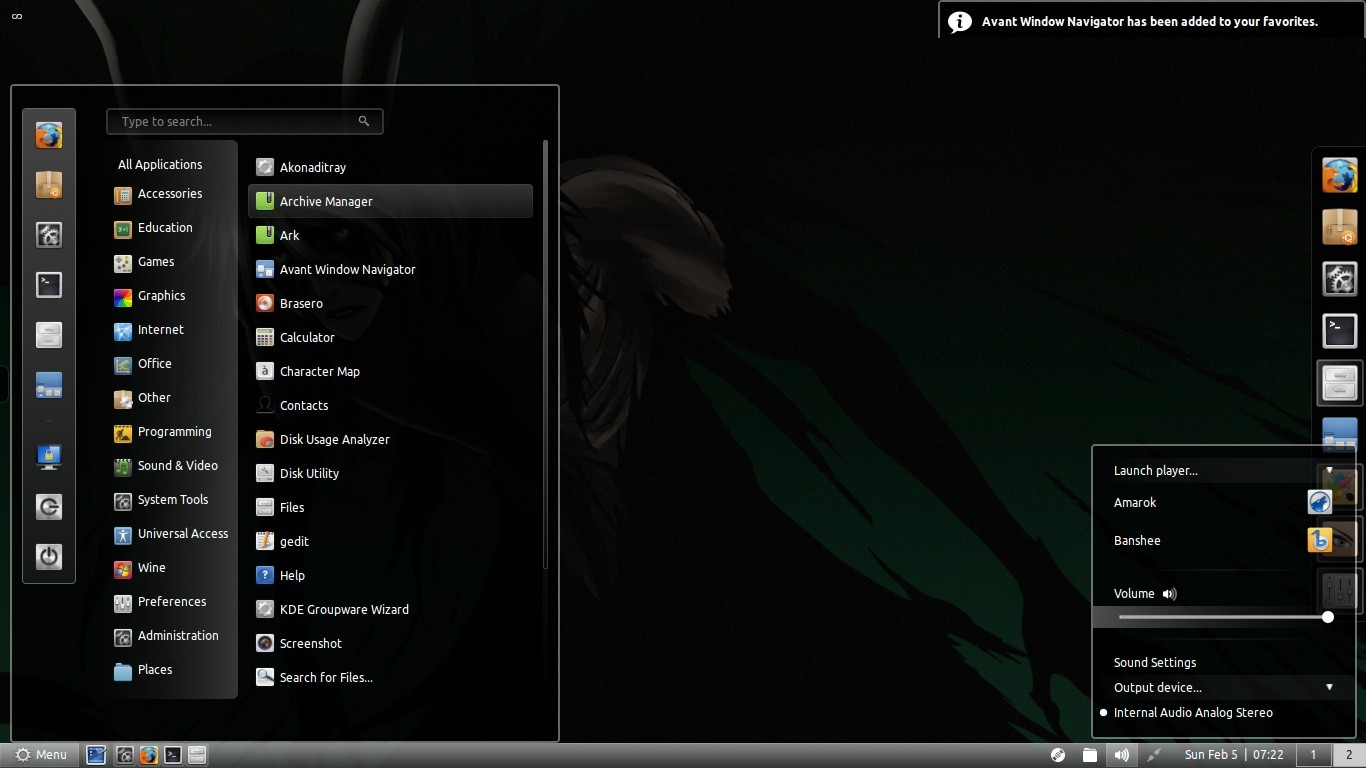 ∞
Avant Window Navigator has been added to your favorites.
Type to search...
All Applications
Accessories
Education
Games
Graphics
Internet
Office
Other
Programming
Sound & Video
System Tools
Universal Access
Wine
Preferences
Administration
Places
Akonaditray
Archive Manager
Ark
Avant Window Navigator
Brasero
Calculator
Character Map
Contacts
Disk Usage Analyzer
Disk Utility
Files
gedit
Help
KDE Groupware Wizard
Screenshot
Search for Files...
Launch player...
Amarok
Banshee
Volume
Sound Settings
Output device...
Internal Audio Analog Stereo
Menu
Sun Feb 5 | 07:22
1
2